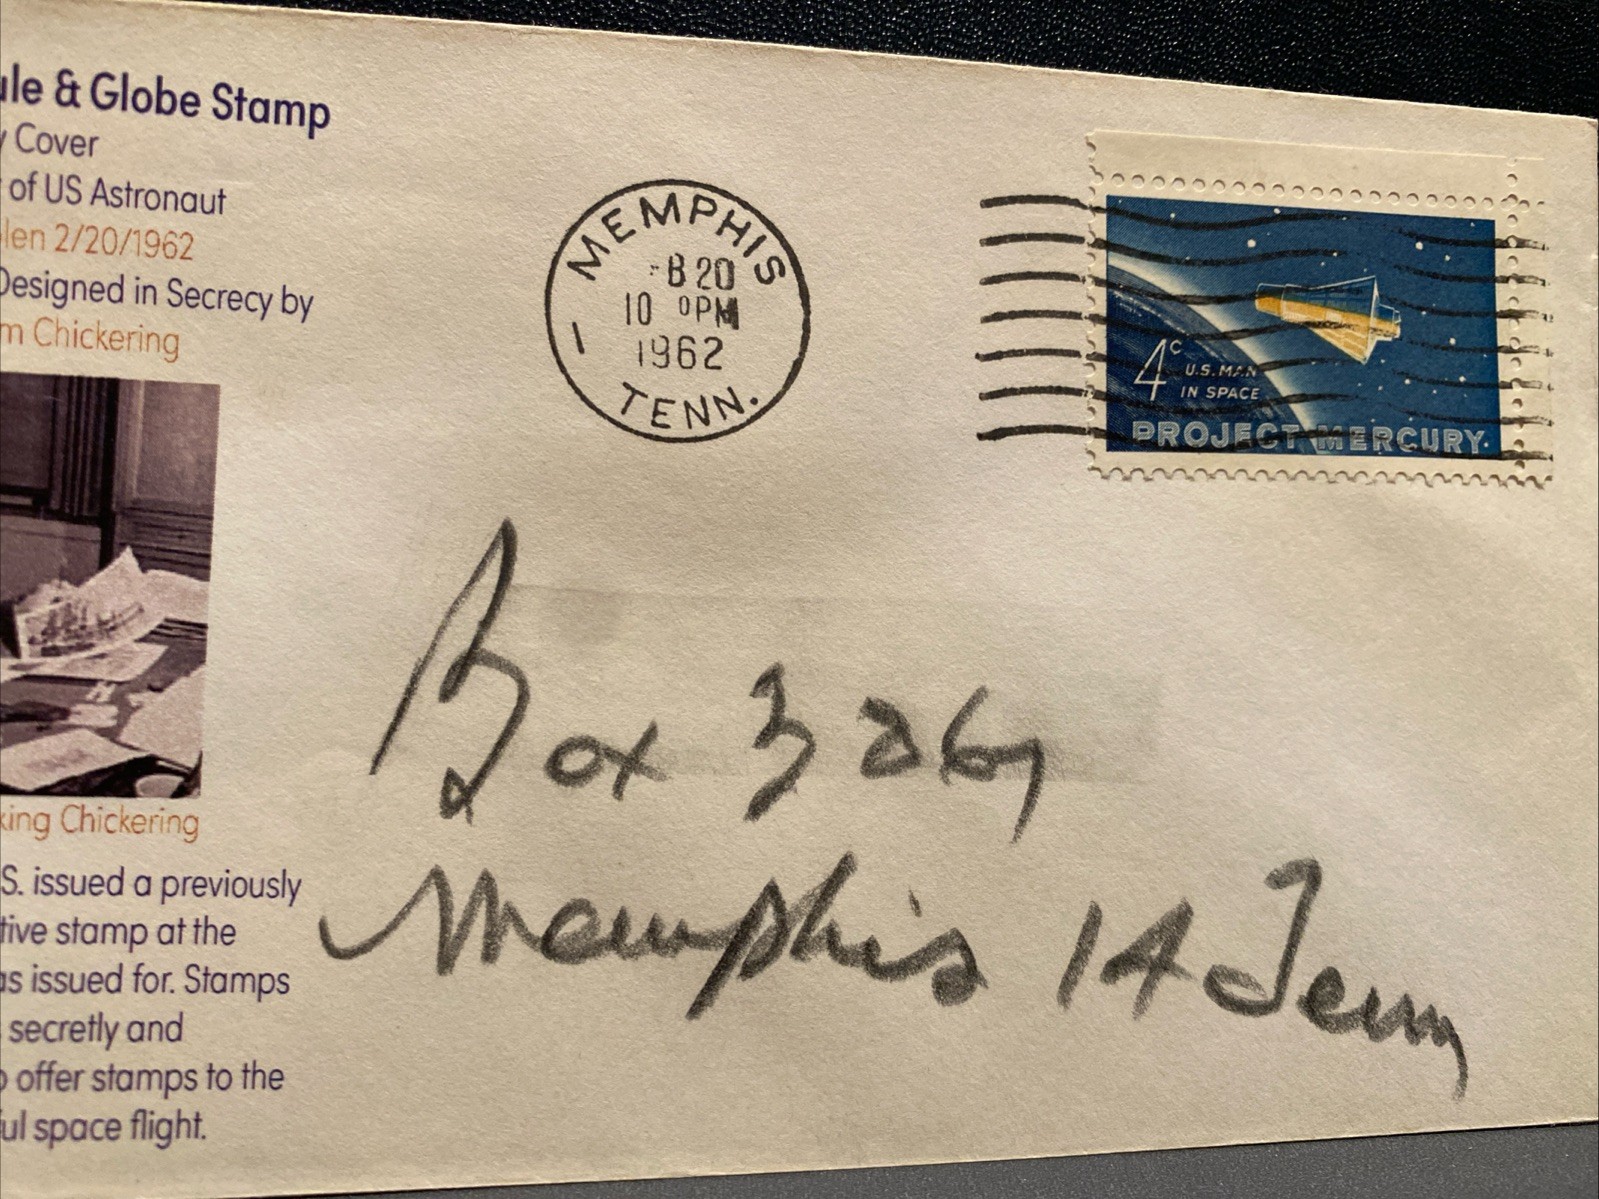 ule & Globe Stamp
y Cover
of US Astronaut
len 2/20/1962
Designed in Secrecy by
m Chickering
king Chickering
S. issued a previously
tive stamp at the
as issued for. Stamps
secretly and
o offer stamps to the
ful space flight.
MEMPHIS
B 20
10 PM
1962
1
TENN.
4c U.S. MAN
IN SPACE
PROJECT MERCURY
Box
Memphis 14 Tenn